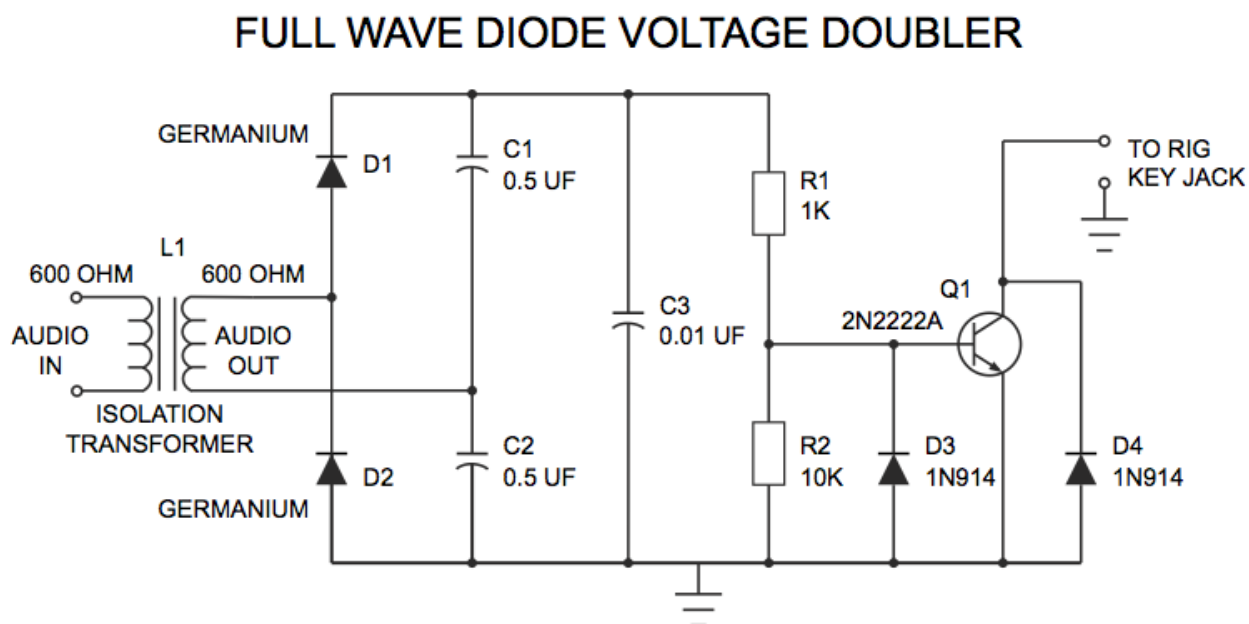 FULL WAVE DIODE VOLTAGE DOUBLER
GERMANIUM
D1
C1
0.5 UF
R1
1K
TO RIG
KEY JACK
L1
600 OHM
600 OHM
AUDIO
IN
AUDIO
OUT
ISOLATION
TRANSFORMER
C3
0.01 UF
Q1
2N2222A
D2
GERMANIUM
C2
0.5 UF
R2
10K
D3
1N914
D4
1N914